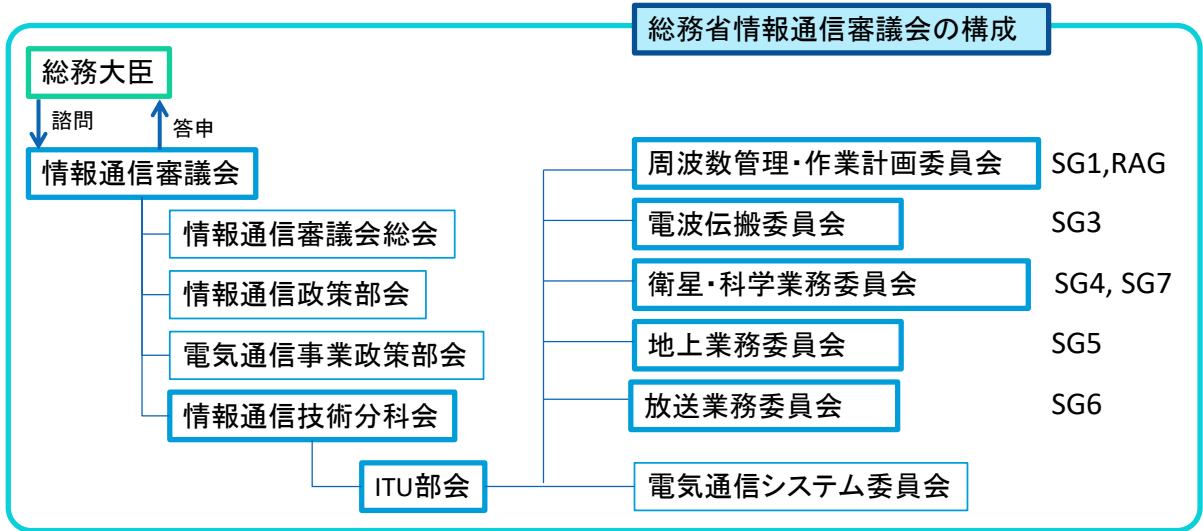 総務省情報通信審議会の構成
総務大臣
諮問
答申
情報通信審議会
情報通信審議会総会
情報通信政策部会
電気通信事業政策部会
情報通信技術分科会
ITU部会
周波数管理・作業計画委員会 SG1,RAG
電波伝搬委員会 SG3
衛星・科学業務委員会 SG4, SG7
地上業務委員会 SG5
放送業務委員会 SG6
電気通信システム委員会